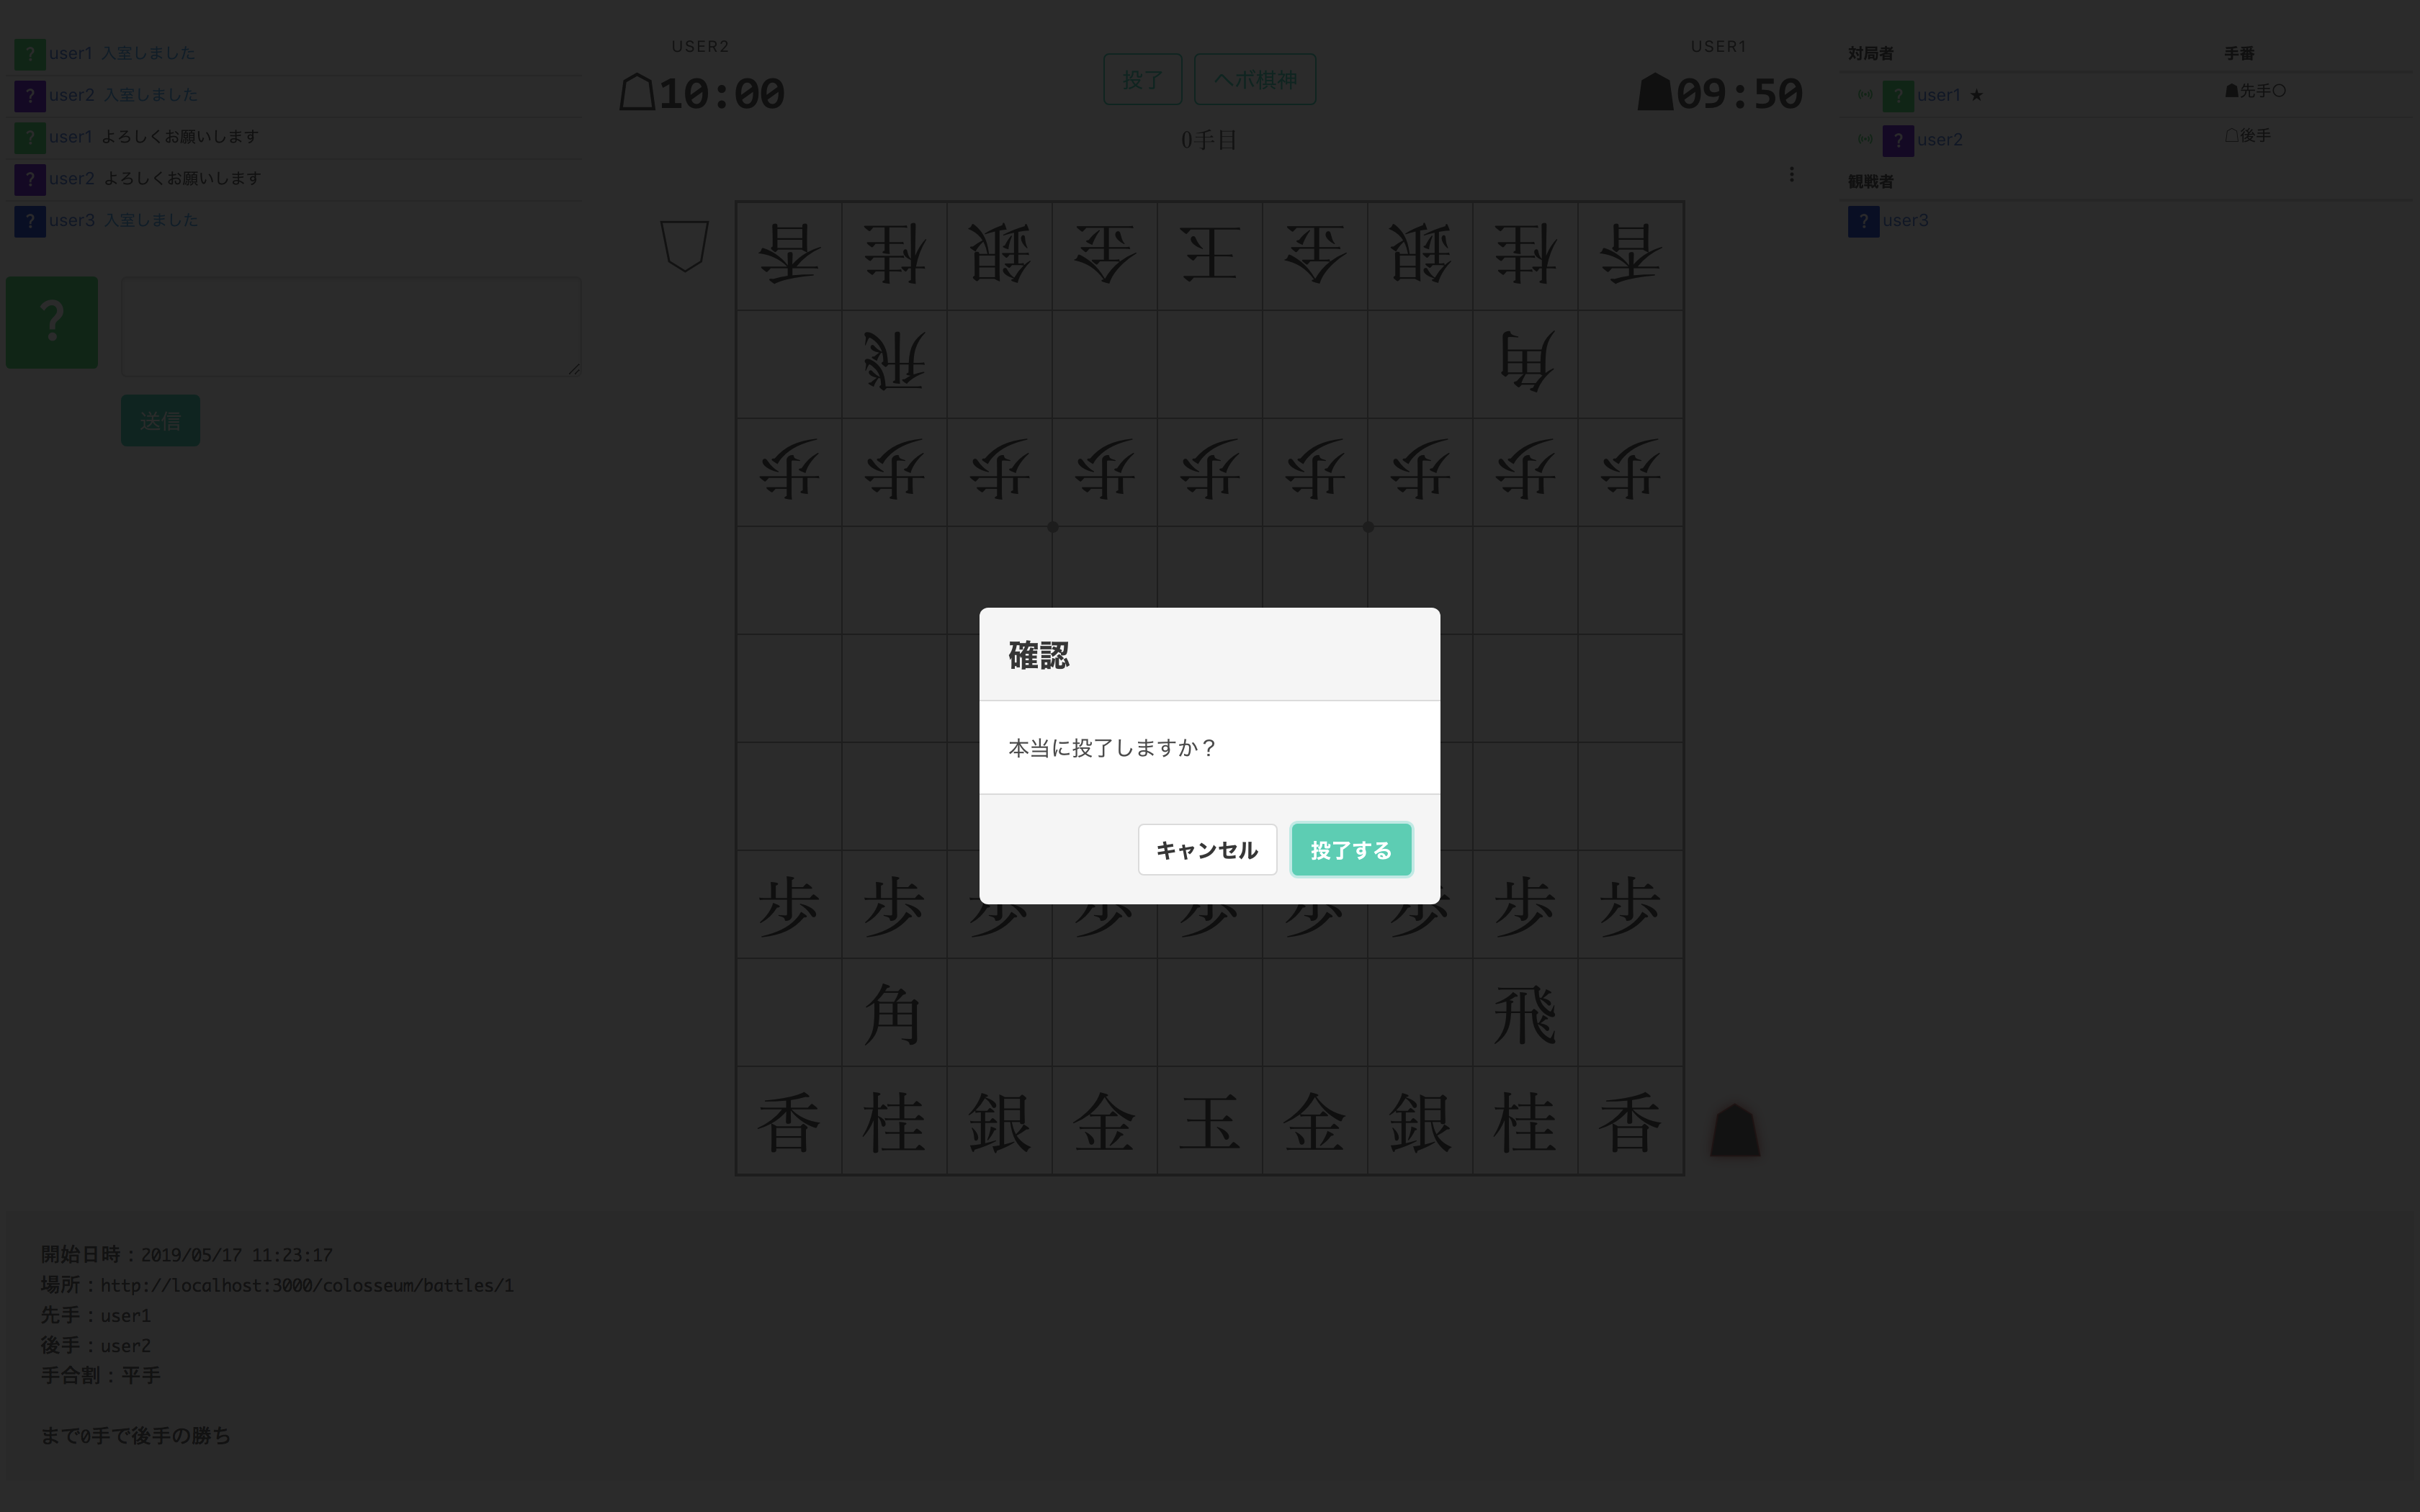 ? user1 入室しました
? user2 入室しました
? user1 よろしくお願いします
? user2 よろしくお願いします
? user3 入室しました
?
送信
USER2
10:00
投了 ヘボ棋神
0手目
USER1
09:50
対局者 手番
? user1 ★ ☗先手〇
? user2 ☖後手
観戦者
? user3
香 桂 銀 金 王 金 銀 桂 香
飛 角
歩 歩 歩 歩 歩 歩 歩 歩 歩
確認
本当に投了しますか？
キャンセル 投了する
歩 歩 歩 歩 歩 歩 歩 歩 歩
角 飛
香 桂 銀 金 王 金 銀 桂 香
開始日時：2019/05/17 11:23:17
場所：http://localhost:3000/colosseum/battles/1
先手：user1
後手：user2
手合割：平手
まで0手で後手の勝ち